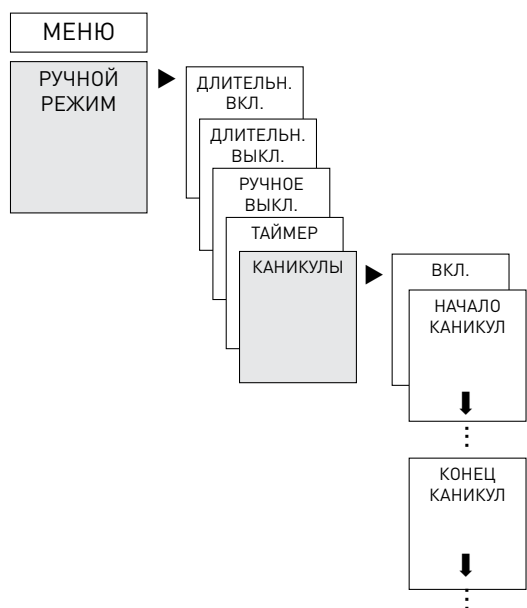 МЕНЮ
РУЧНОЙ
РЕЖИМ
ДЛИТЕЛЬН.
ВКЛ.
ДЛИТЕЛЬН.
ВЫКЛ.
РУЧНОЕ
ВЫКЛ.
ТАЙМЕР
КАНИКУЛЫ
ВКЛ.
НАЧАЛО
КАНИКУЛ
КОНЕЦ
КАНИКУЛ